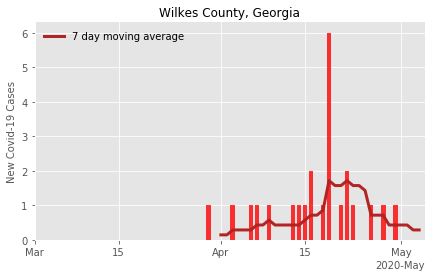 Wilkes County, Georgia
7 day moving average
New Covid-19 Cases
6
5
4
3
2
1
0
Mar 15 Apr 15 May
2020-May